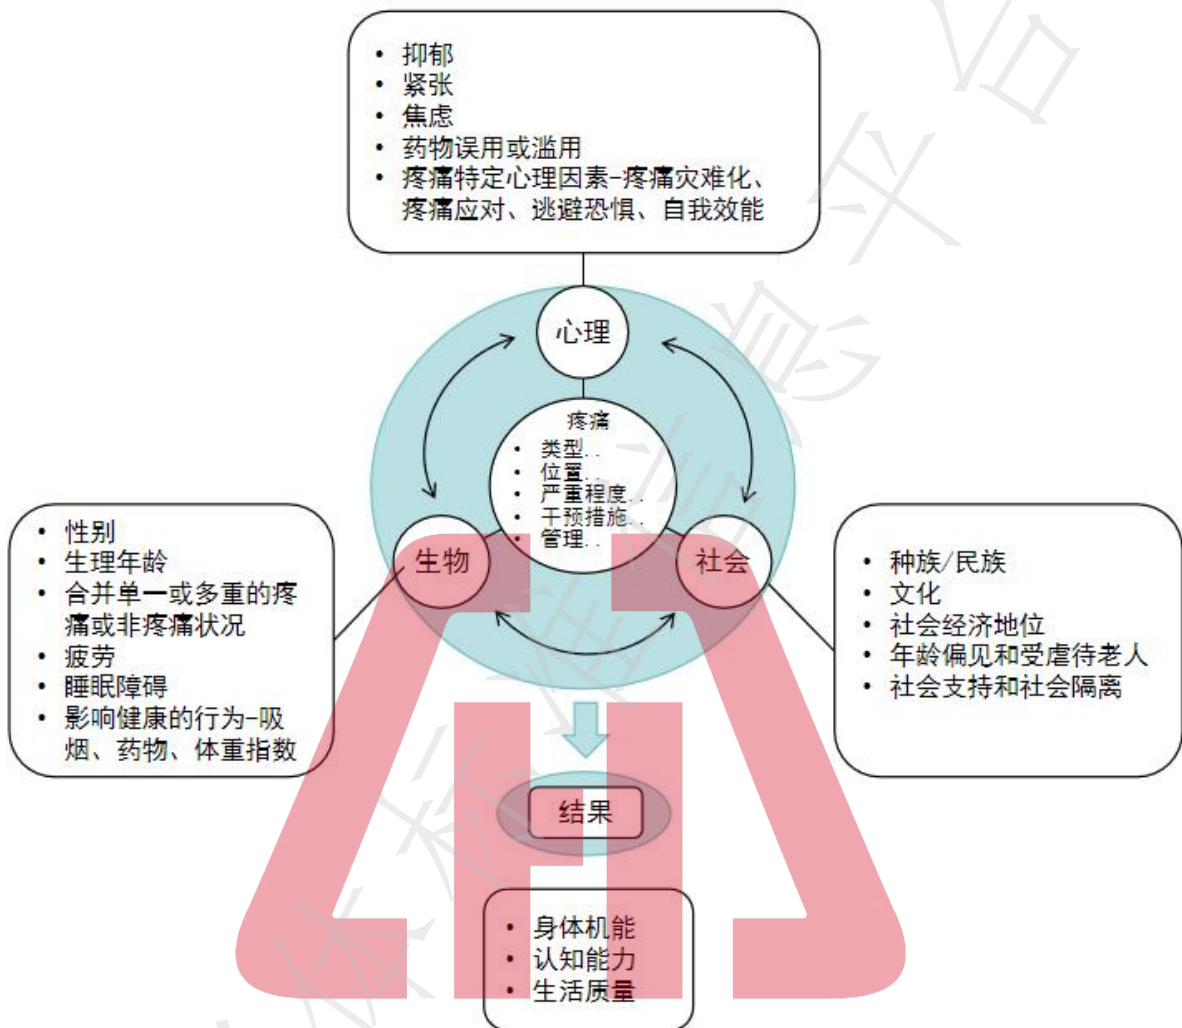 • 抑郁
• 紧张
• 焦虑
• 药物误用或滥用
• 疼痛特定心理因素-疼痛灾难化、
疼痛应对、逃避恐惧、自我效能
心理
疼痛
• 类型..
• 位置..
• 严重程度..
• 干预措施..
• 管理..
生物
社会
• 性别
• 生理年龄
• 合并单一或多重的疼
痛或非疼痛状况
• 疲劳
• 睡眠障碍
• 影响健康的行为-吸
烟、药物、体重指数
• 种族/民族
• 文化
• 社会经济地位
• 年龄偏见和受虐待老人
• 社会支持和社会隔离
结果
• 身体机能
• 认知能力
• 生活质量